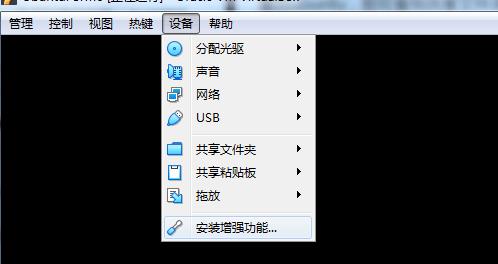 管理 控制 视图 热键 设备 帮助
分配光驱
声音
网络
USB
共享文件夹
共享粘贴板
拖放
安装增强功能...